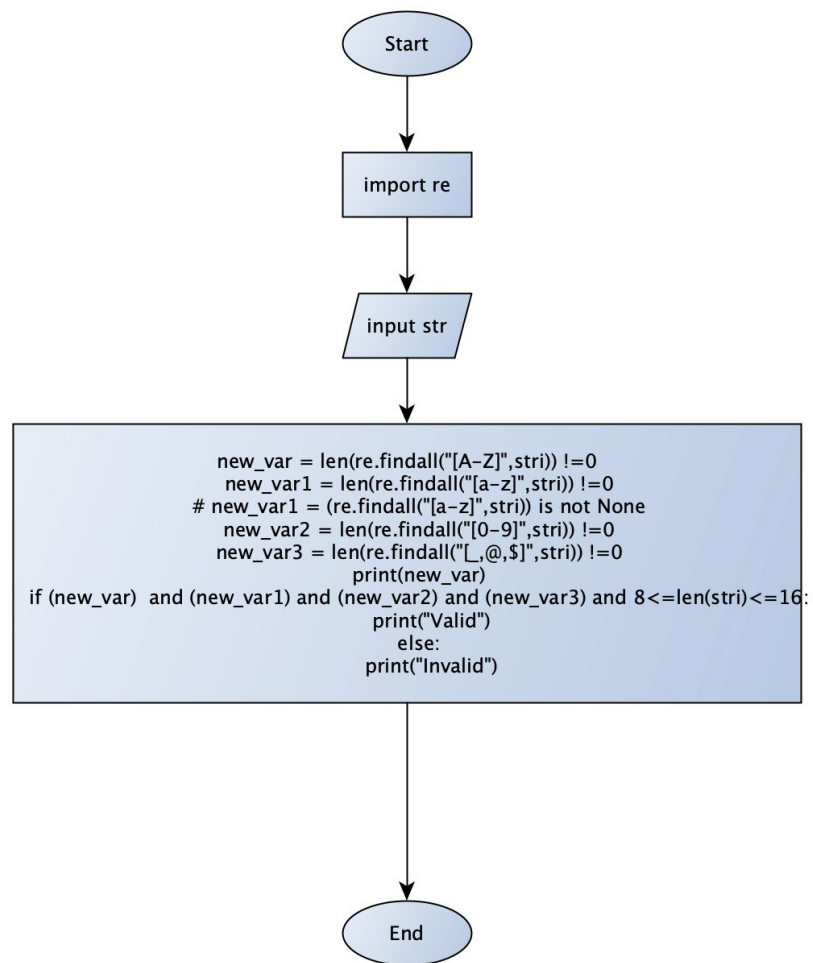 Start
import re
input str
new_var = len(re.findall("[A-Z]",stri)) !=0
new_var1 = len(re.findall("[a-z]",stri)) !=0
# new_var1 = (re.findall("[a-z]",stri)) is not None
new_var2 = len(re.findall("[0-9]",stri)) !=0
new_var3 = len(re.findall("[_,@,$]",stri)) !=0
print(new_var)
if (new_var)  and (new_var1) and (new_var2) and (new_var3) and 8<=len(stri)<=16:
print("Valid")
else:
print("Invalid")
End